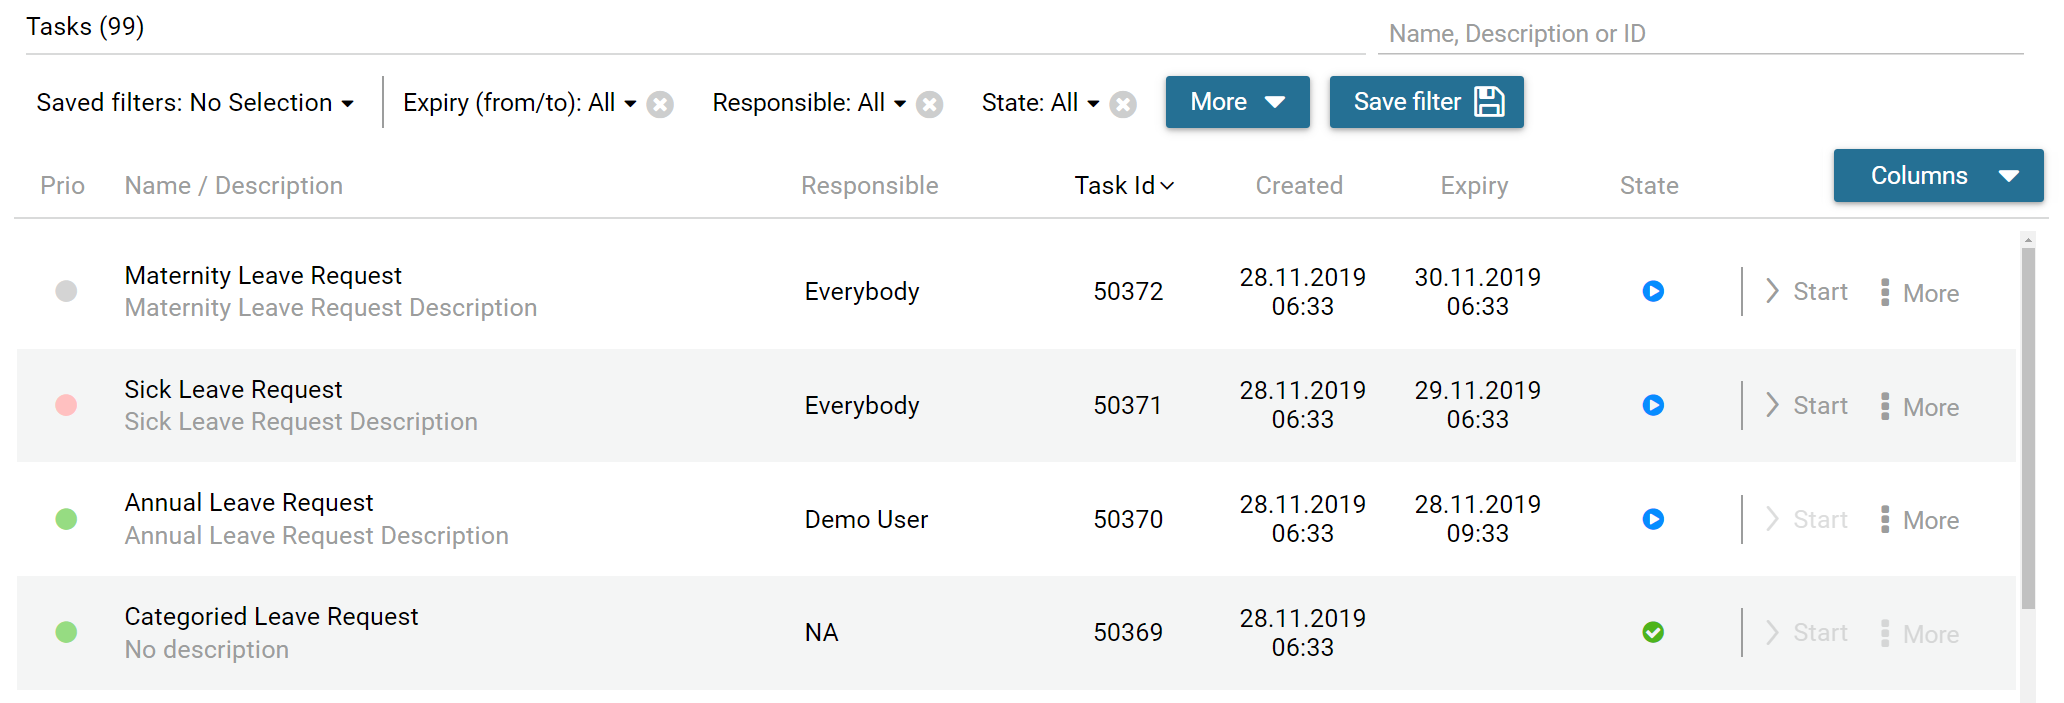 Tasks (99)
Name, Description or ID
Saved filters: No Selection
Expiry (from/to): All
Responsible: All
State: All
More
Save filter
Columns
Prio
Name / Description
Responsible
Task Id
Created
Expiry
State
Maternity Leave Request
Maternity Leave Request Description
Everybody
50372
28.11.2019
06:33
30.11.2019
06:33
Start
More
Sick Leave Request
Sick Leave Request Description
Everybody
50371
28.11.2019
06:33
29.11.2019
06:33
Start
More
Annual Leave Request
Annual Leave Request Description
Demo User
50370
28.11.2019
06:33
28.11.2019
09:33
Start
More
Categoried Leave Request
No description
NA
50369
28.11.2019
06:33
Start
More